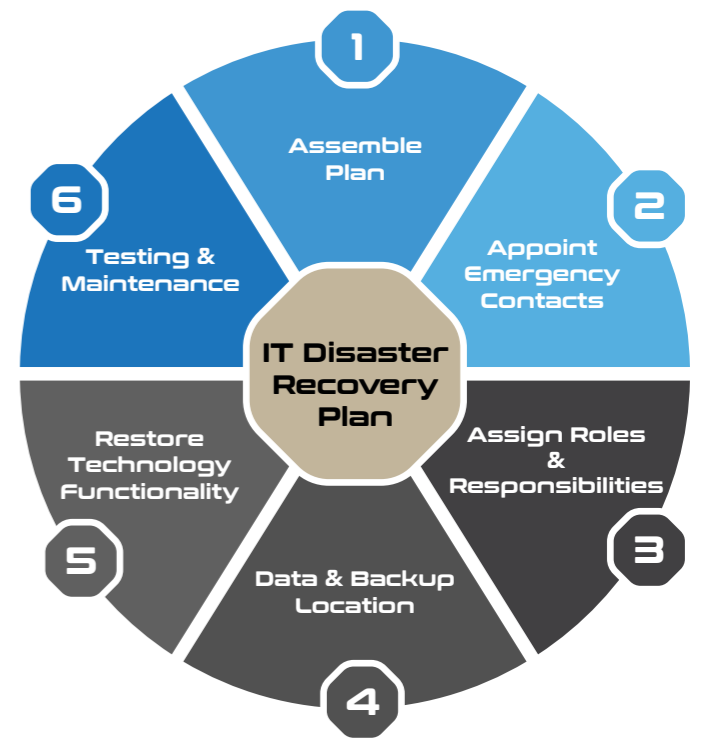 1
Assemble
Plan
2
Appoint
Emergency
Contacts
3
Assign Roles
&
Responsibilities
4
Data & Backup
Location
5
Restore
Technology
Functionality
6
Testing &
Maintenance
IT Disaster
Recovery
Plan